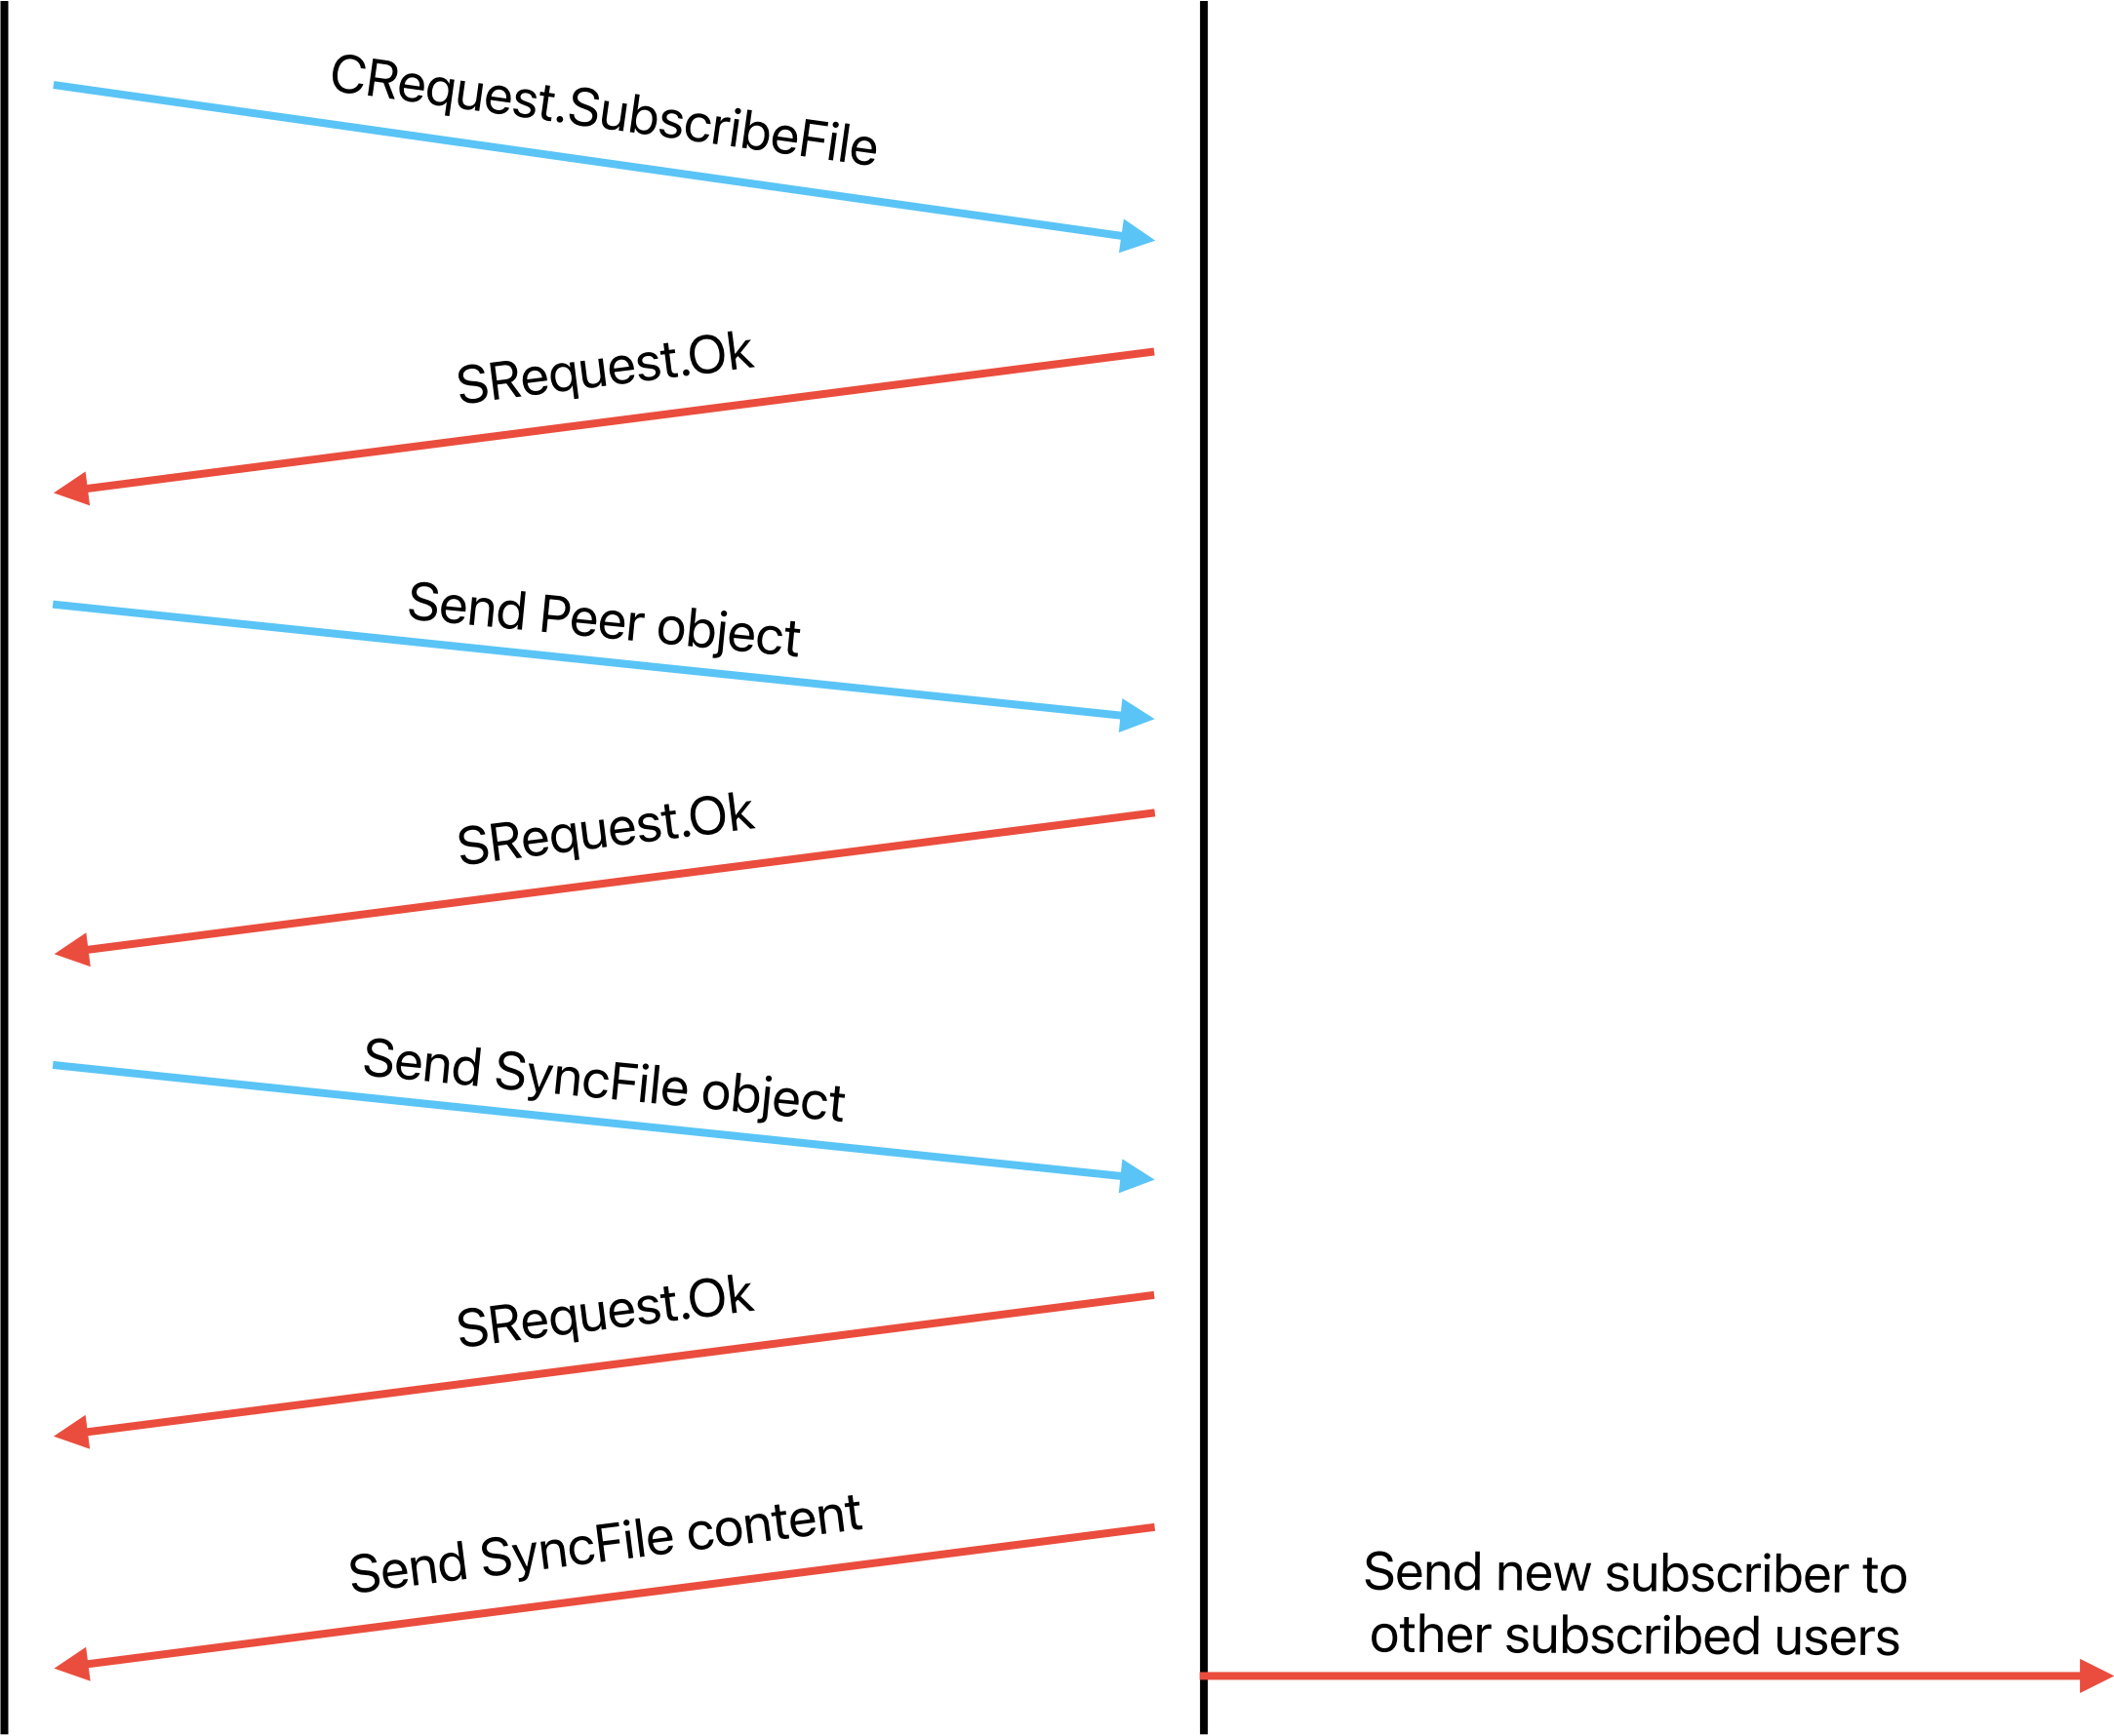 CRequest.SubscribeFile
SRequest.Ok
Send Peer object
SRequest.Ok
Send SyncFile object
SRequest.Ok
Send SyncFile content
Send new subscriber to
other subscribed users